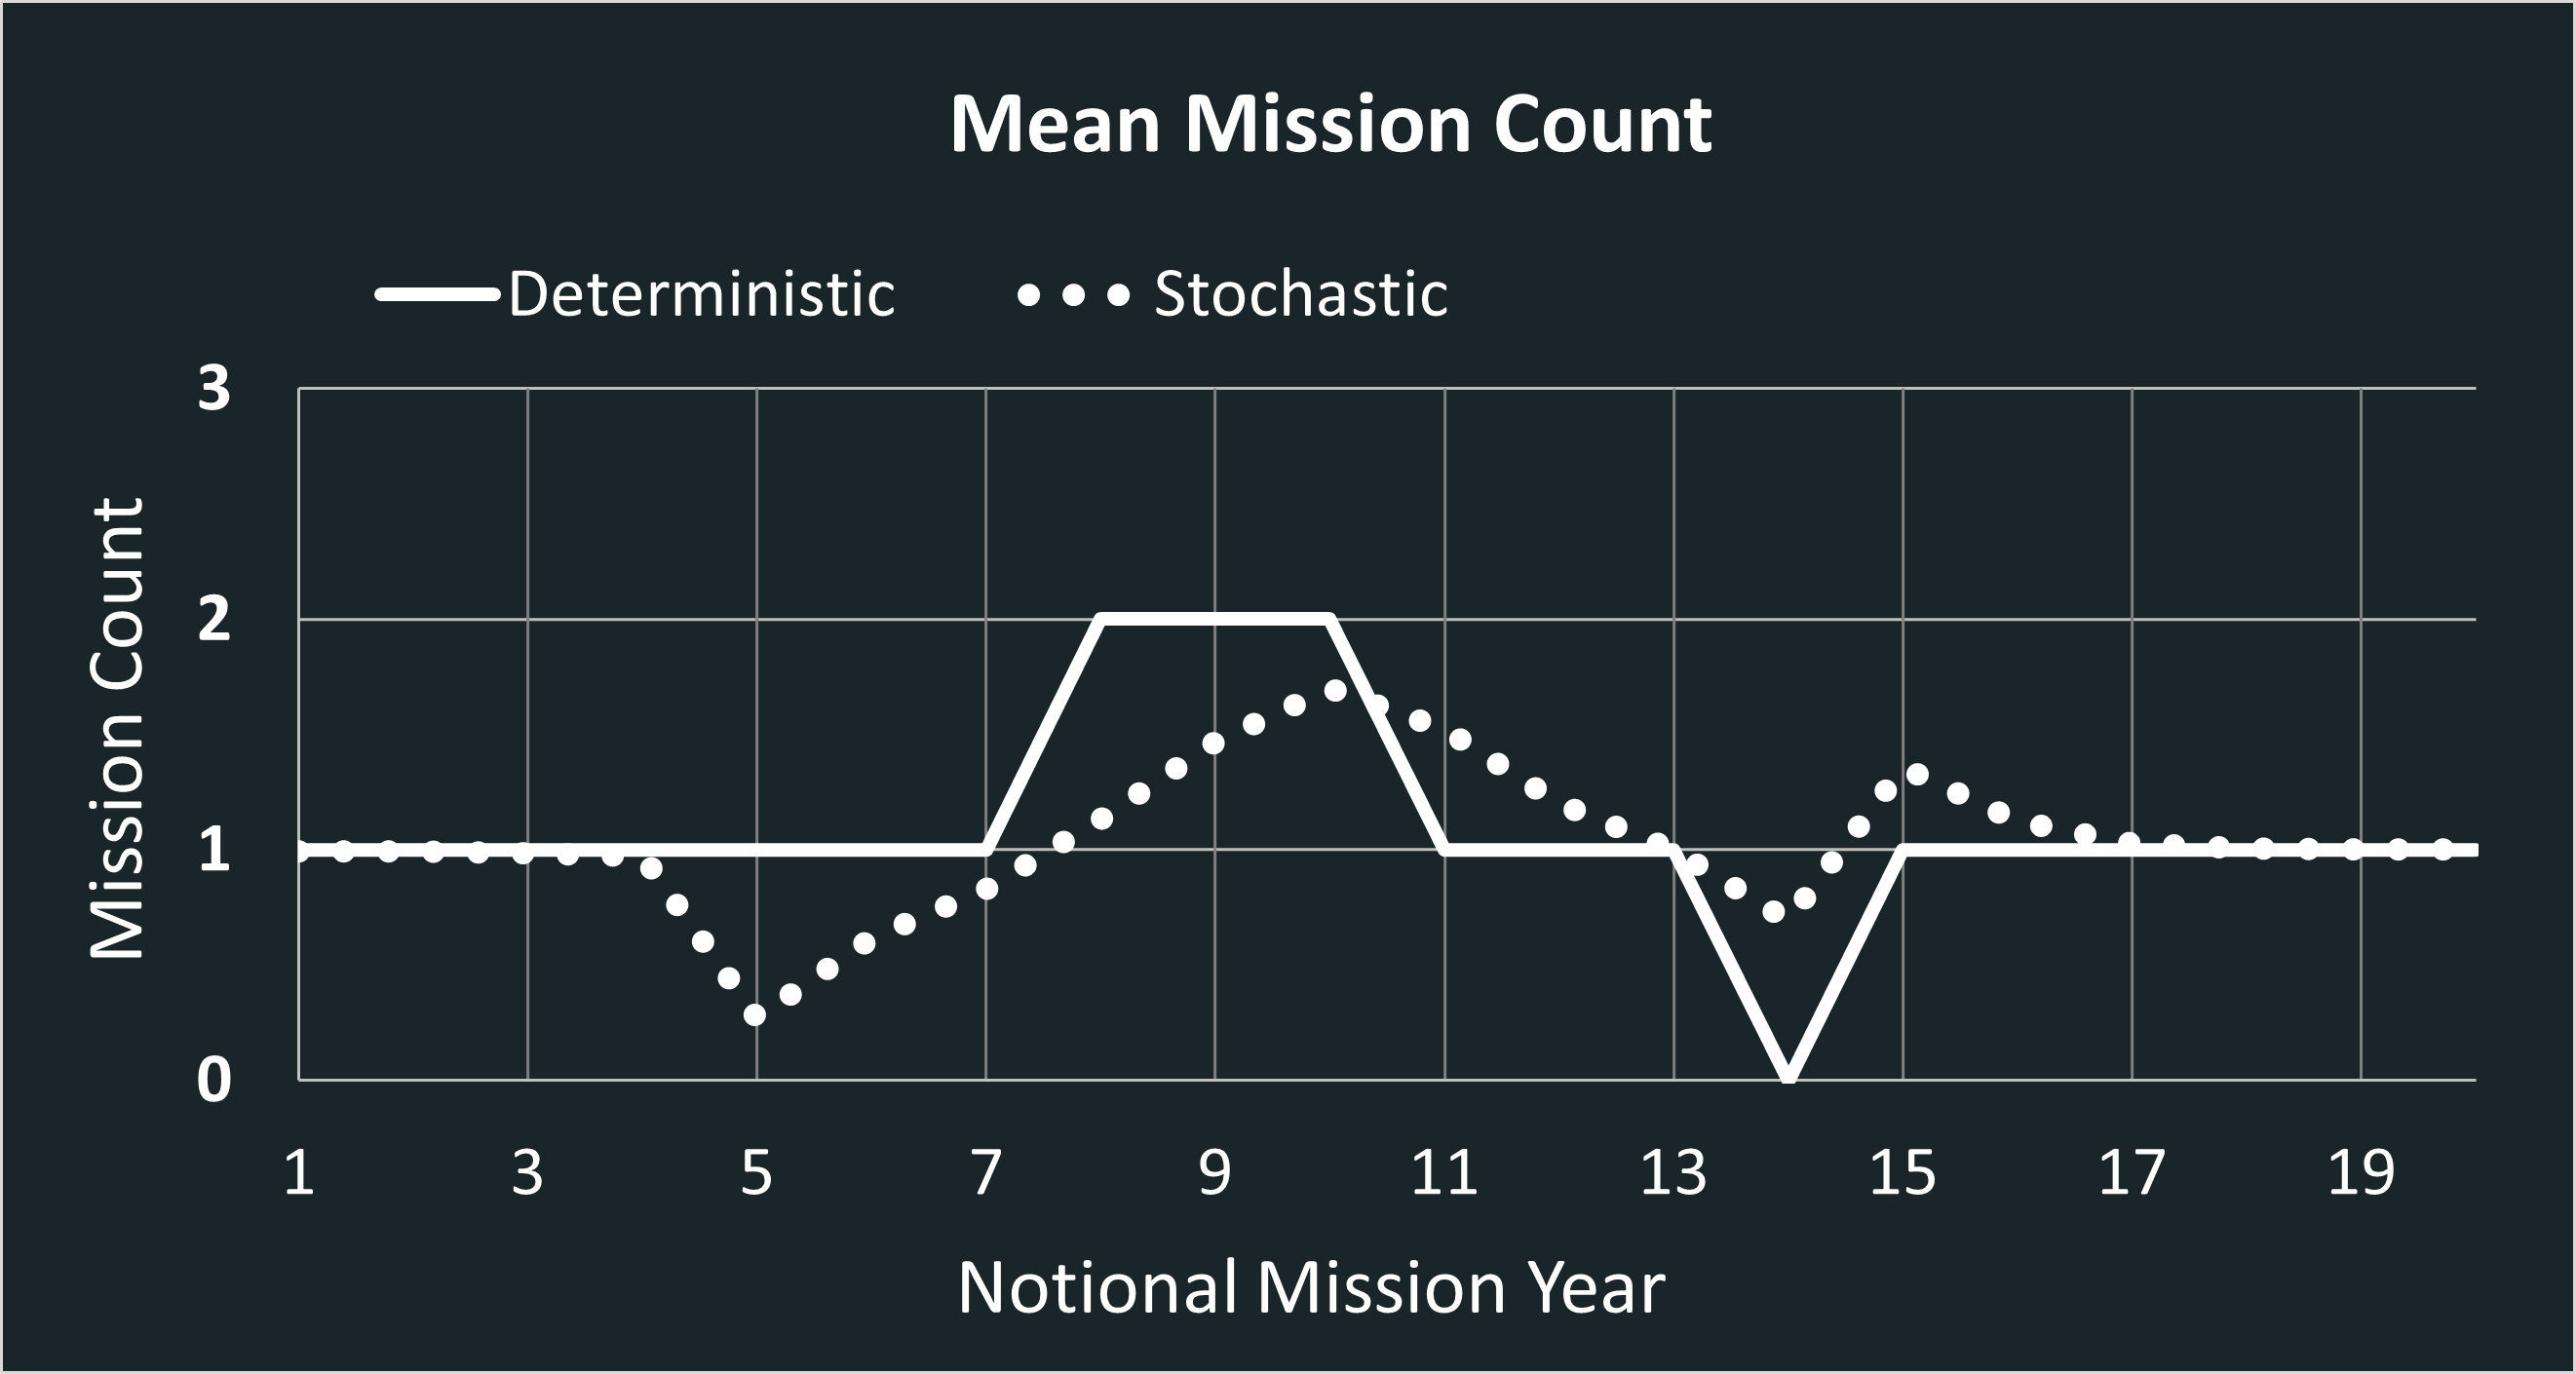 Mean Mission Count
Deterministic Stochastic
Mission Count
3
2
1
0
1 3 5 7 9 11 13 15 17 19
Notional Mission Year